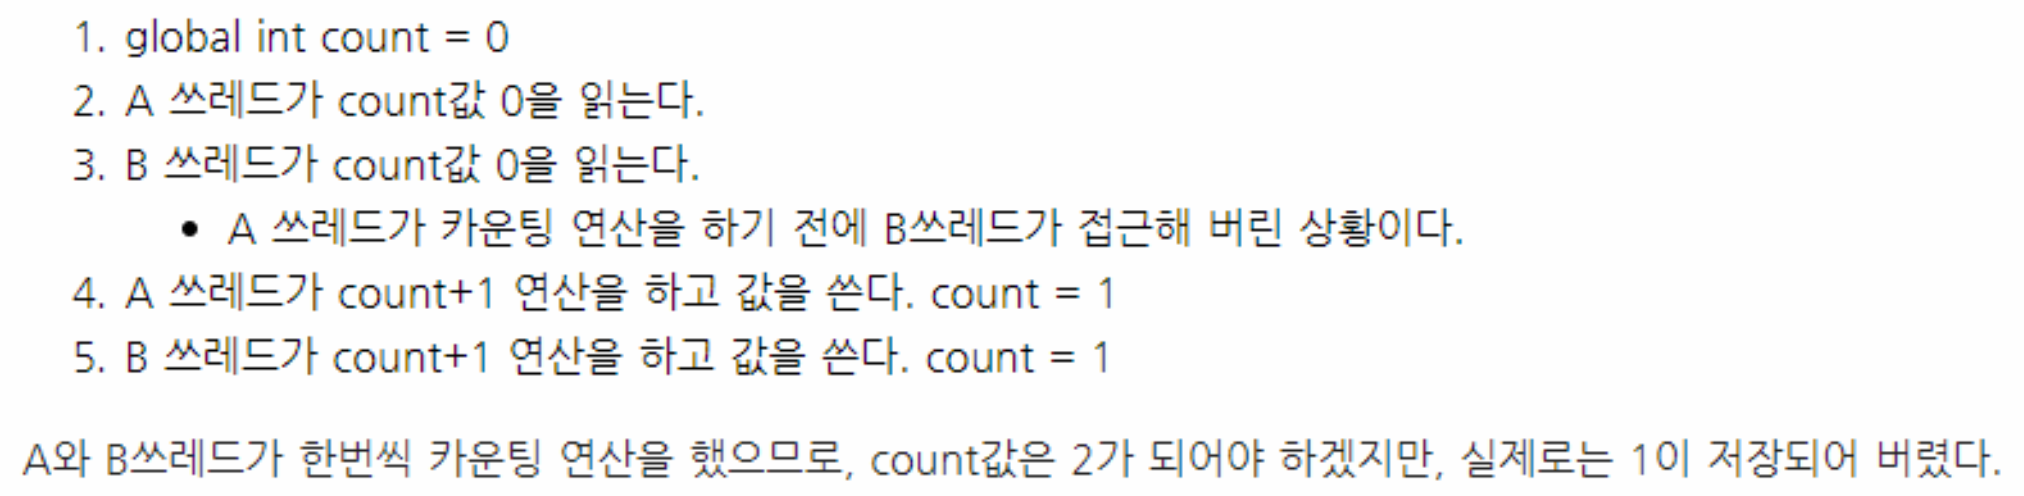 1. global int count = 0
2. A 쓰레드가 count값 0을 읽는다.
3. B 쓰레드가 count값 0을 읽는다.
• A 쓰레드가 카운팅 연산을 하기 전에 B쓰레드가 접근해 버린 상황이다.
4. A 쓰레드가 count+1 연산을 하고 값을 쓴다. count = 1
5. B 쓰레드가 count+1 연산을 하고 값을 쓴다. count = 1
A와 B쓰레드가 한번씩 카운팅 연산을 했으므로, count값은 2가 되어야 하겠지만, 실제로는 1이 저장되어 버렸다.